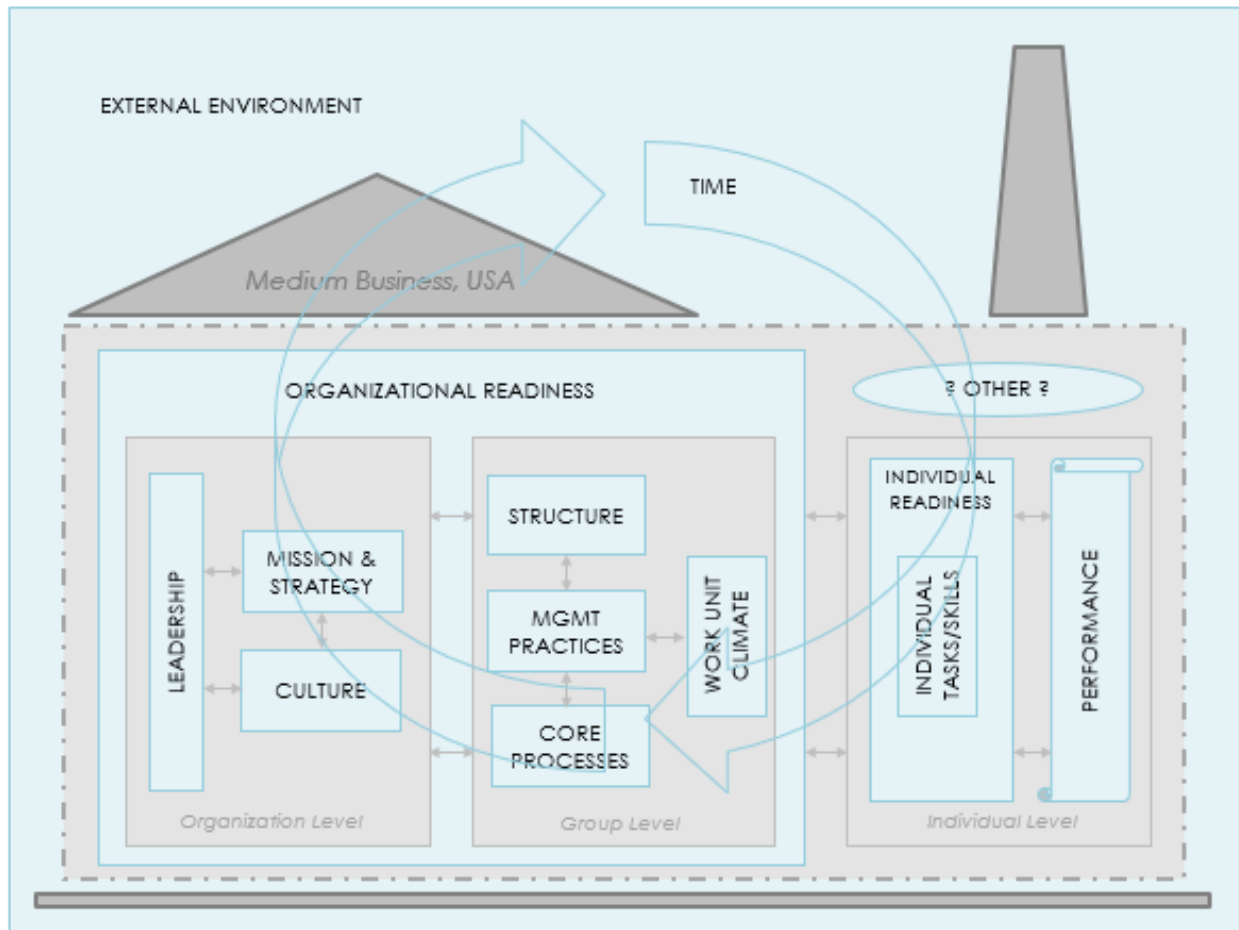 EXTERNAL ENVIRONMENT
TIME
Medium Business, USA
ORGANIZATIONAL READINESS
? OTHER ?
LEADERSHIP
MISSION &
STRATEGY
CULTURE
Organization Level
STRUCTURE
MGMT
PRACTICES
CORE
PROCESSES
WORK UNIT
CLIMATE
Group Level
INDIVIDUAL
READINESS
INDIVIDUAL
TASKS/SKILLS
PERFORMANCE
Individual Level